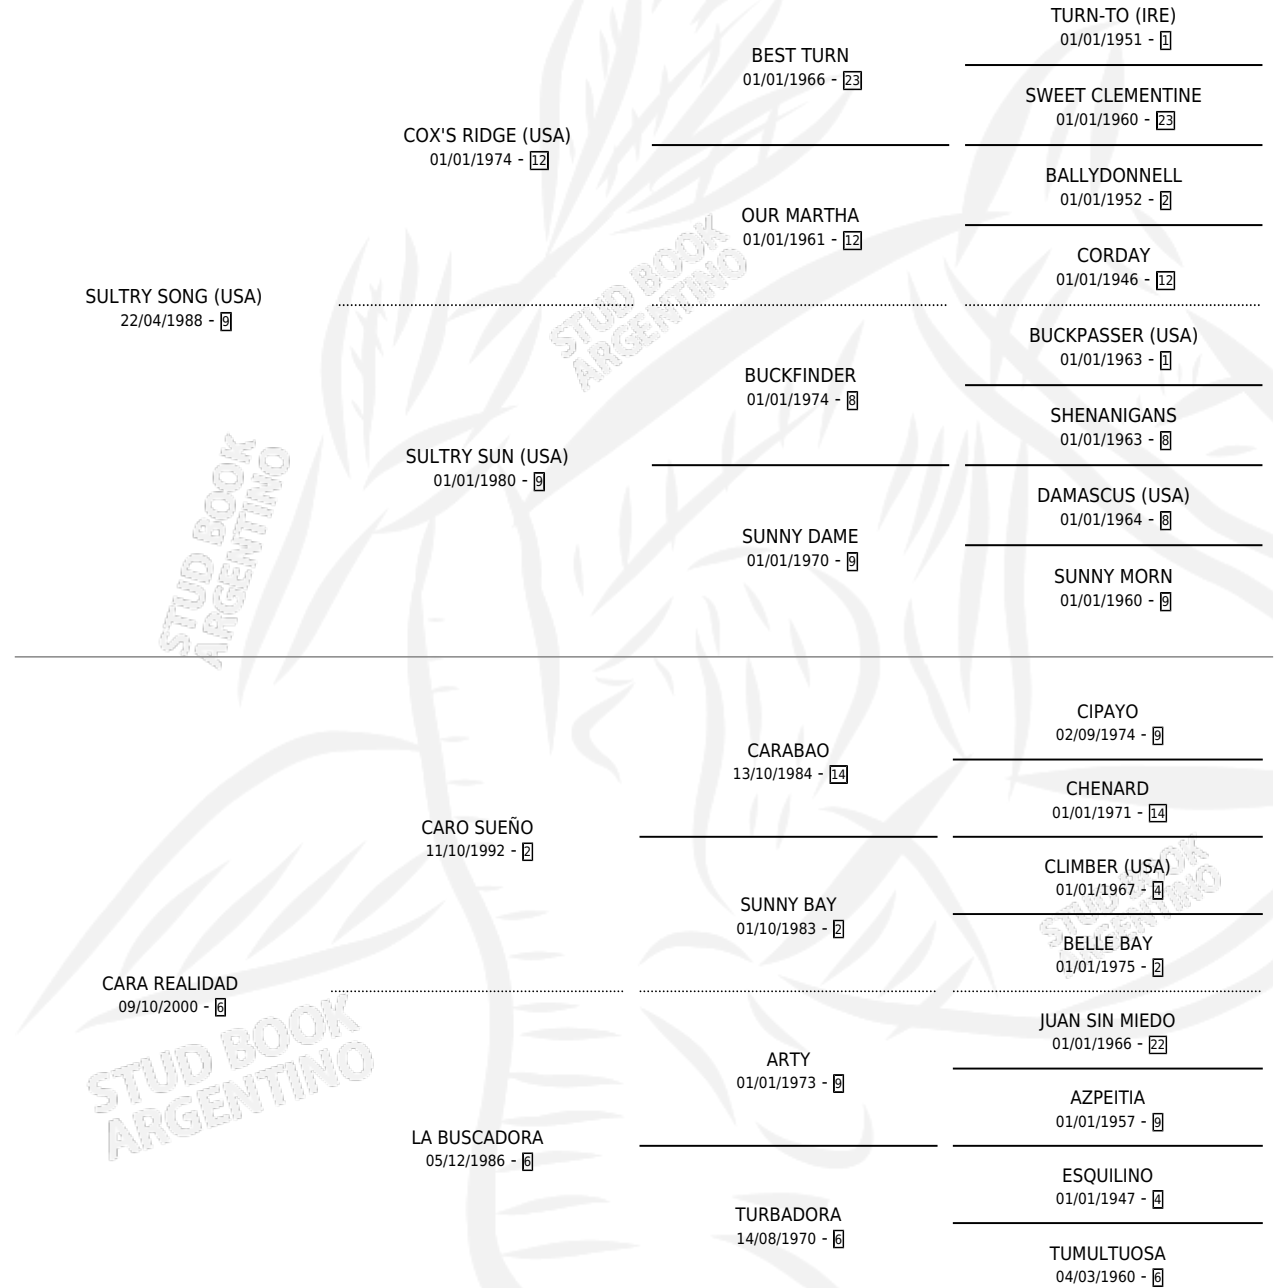 TURN-TO (IRE)
01/01/1951 - 1
BEST TURN
01/01/1966 - 23
SWEET CLEMENTINE
01/01/1960 - 23
COX'S RIDGE (USA)
01/01/1974 - 12
BALLYDONNELL
01/01/1952 - 2
OUR MARTHA
01/01/1961 - 12
CORDAY
01/01/1946 - 12
SULTRY SONG (USA)
22/04/1988 - 9
STUD BOOK
ARGENTINO
BUCKPASSER (USA)
01/01/1963 - 1
BUCKFINDER
01/01/1974 - 8
SHENANIGANS
01/01/1963 - 8
SULTRY SUN (USA)
01/01/1980 - 9
DAMASCUS (USA)
01/01/1964 - 8
SUNNY DAME
01/01/1970 - 9
SUNNY MORN
01/01/1960 - 9
STUD BOOK
ARGENTINO
CIPAYO
02/09/1974 - 9
CARABAO
13/10/1984 - 14
CHENARD
01/01/1971 - 14
CARO SUEÑO
11/10/1992 - 2
CLIMBER (USA)
01/01/1967 - 4
SUNNY BAY
01/10/1983 - 2
BELLE BAY
01/01/1975 - 2
STUD BOOK
ARGENTINO
CARA REALIDAD
09/10/2000 - 6
JUAN SIN MIEDO
01/01/1966 - 22
ARTY
01/01/1973 - 9
AZPEITIA
01/01/1957 - 9
STUD BOOK
ARGENTINO
LA BUSCADORA
05/12/1986 - 6
ESQUILINO
01/01/1947 - 4
TURBADORA
14/08/1970 - 6
TUMULTUOSA
04/03/1960 - 6